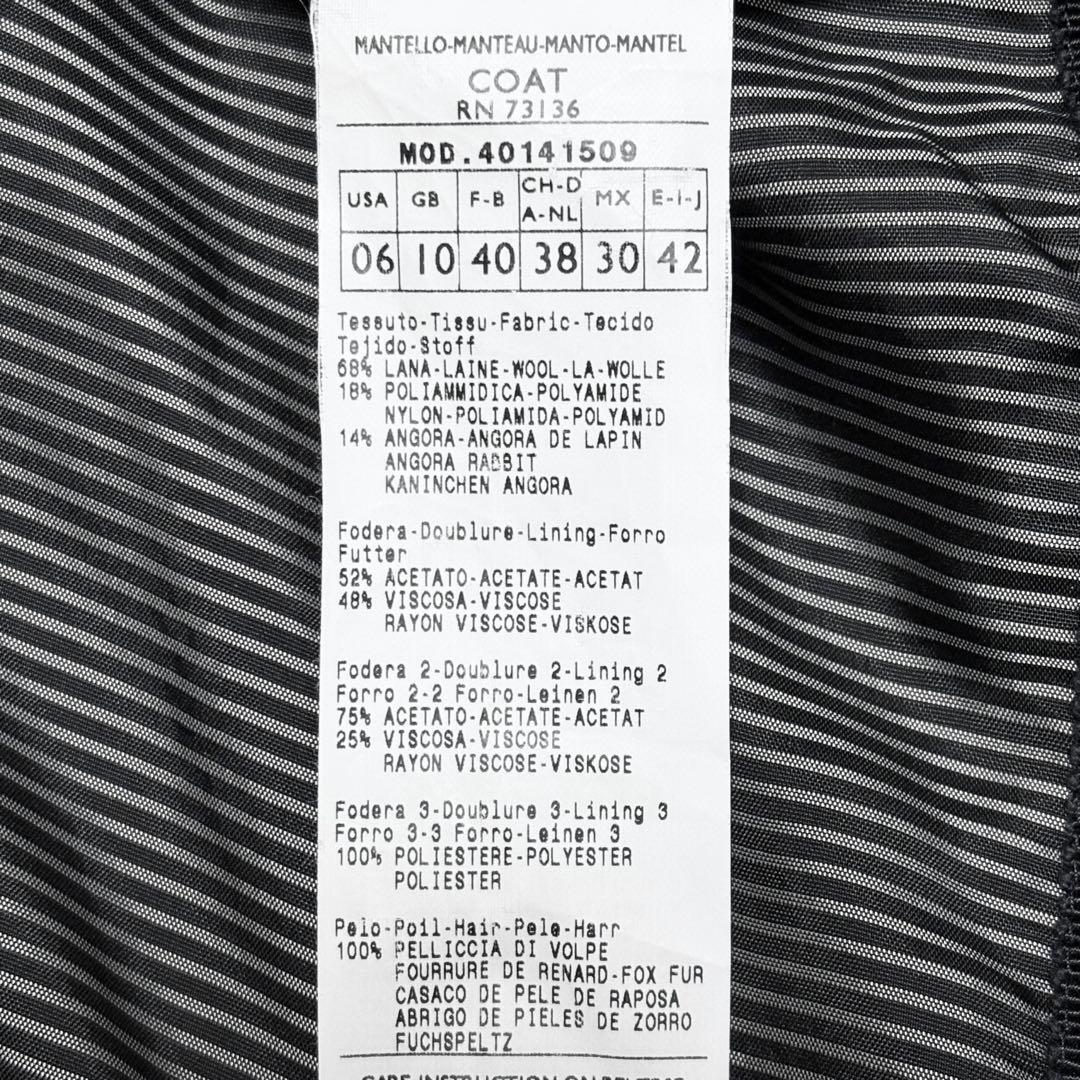 MANTELLO-MANTEAU-MANTO-MANTEL
COAT
RN 73136
MOD.40141509
USA GB F-B CH-D A-NL MX E-I-J
06 10 40 38 30 42
Tessuto-Tissu-Fabric-Tecido
Tejido-Stoff
68% LANA-LAINE-WOOL-LA-WOLLE
18% POLIAMMIDICA-POLYAMIDE
NYLON-POLIAMIDA-POLYAMID
14% ANGORA-ANGORA DE LAPIN
ANGORA RABBIT
KANINCHEN ANGORA
Fodera-Doublure-Lining-Forro
Futter
52% ACETATO-ACETATE-ACETAT
48% VISCOSA-VISCOSE
RAYON VISCOSE-VISKOSE
Fodera 2-Doublure 2-Lining 2
Forro 2-2 Forro-Leinen 2
75% ACETATO-ACETATE-ACETAT
25% VISCOSA-VISCOSE
RAYON VISCOSE-VISKOSE
Fodera 3-Doublure 3-Lining 3
Forro 3-3 Forro-Leinen 3
100% POLIESTERE-POLYESTER
POLIESTER
Pelo-Poil-Hair-Pele-Harr
100% PELLICCIA DI VOLPE
FOURRURE DE RENARD-FOX FUR
CASACO DE PELE DE RAPOSA
ABRIGO DE PIELES DE ZORRO
FUCHSPELTZ
CARE INSTRUCTION ON REVERSE